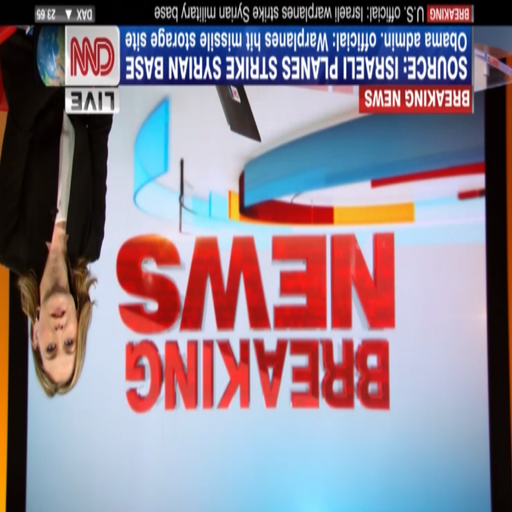 BREAKING
NEWS
BREAKING NEWS
LIVE
SOURCE: ISRAELI PLANES STRIKE SYRIAN BASE
Obama admin. official: Warplanes hit missile storage site
CNN
BREAKING U.S. official: Israeli warplanes strike Syrian military base
DAX ▲ 23.65